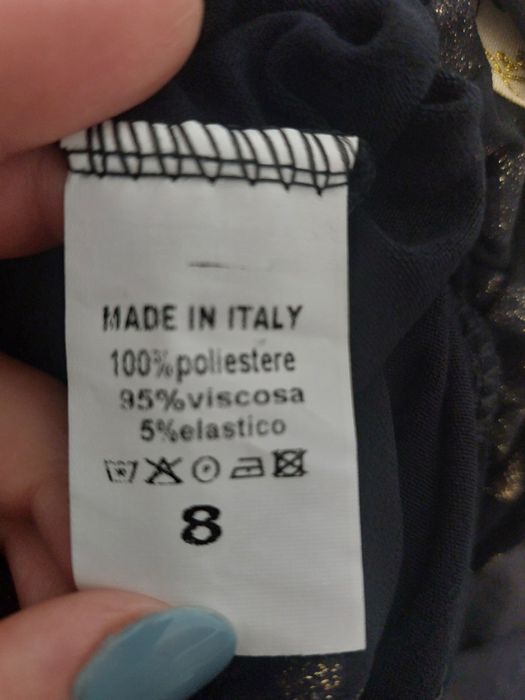 MADE IN ITALY
100%poliestere
95%viscosa
5%elastico
8